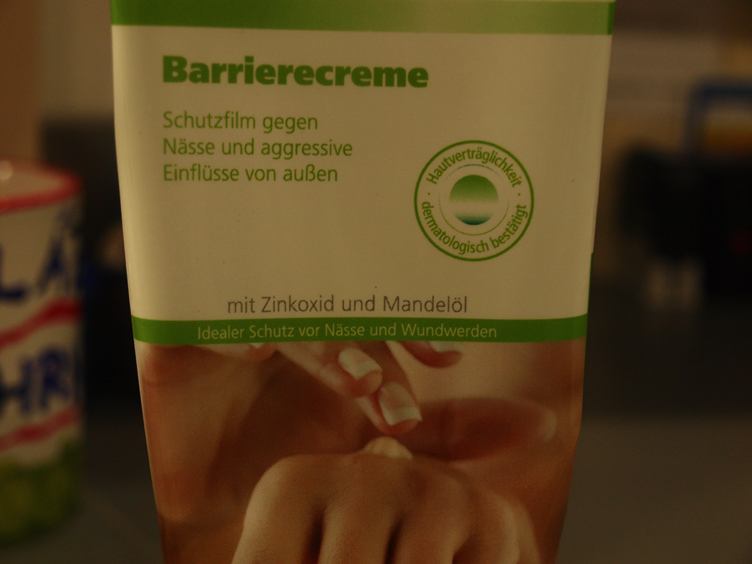 Barrierecreme
Schutzfilm gegen
Nässe und aggressive
Einflüsse von außen
Hautverträglichkeit
dermatologisch bestätigt
mit Zinkoxid und Mandelöl
Idealer Schutz vor Nässe und Wundwerden